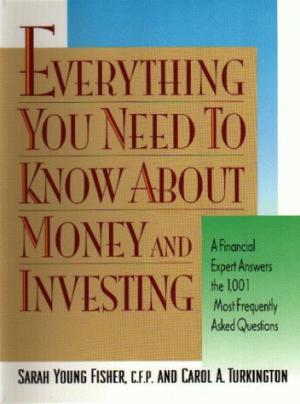 EVERYTHING
YOU NEED TO
KNOW ABOUT
MONEY AND
INVESTING
A Financial
Expert Answers
the 1,001
Most Frequently
Asked Questions
SARAH YOUNG FISHER, C.F.P. AND CAROL A. TURKINGTON